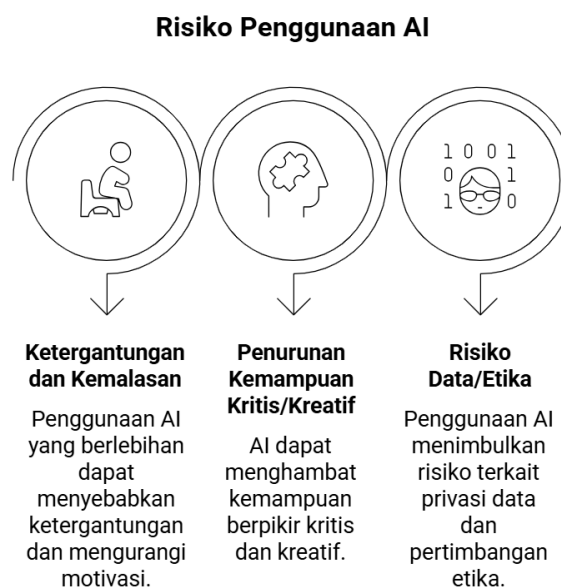 Risiko Penggunaan AI
1 0 0 1
0 1
1 0
Ketergantungan
dan Kemalasan
Penggunaan AI
yang berlebihan
dapat
menyebabkan
ketergantungan
dan mengurangi
motivasi.
Penurunan
Kemampuan
Kritis/Kreatif
AI dapat
menghambat
kemampuan
berpikir kritis
dan kreatif.
Risiko
Data/Etika
Penggunaan AI
menimbulkan
risiko terkait
privasi data
dan
pertimbangan
etika.